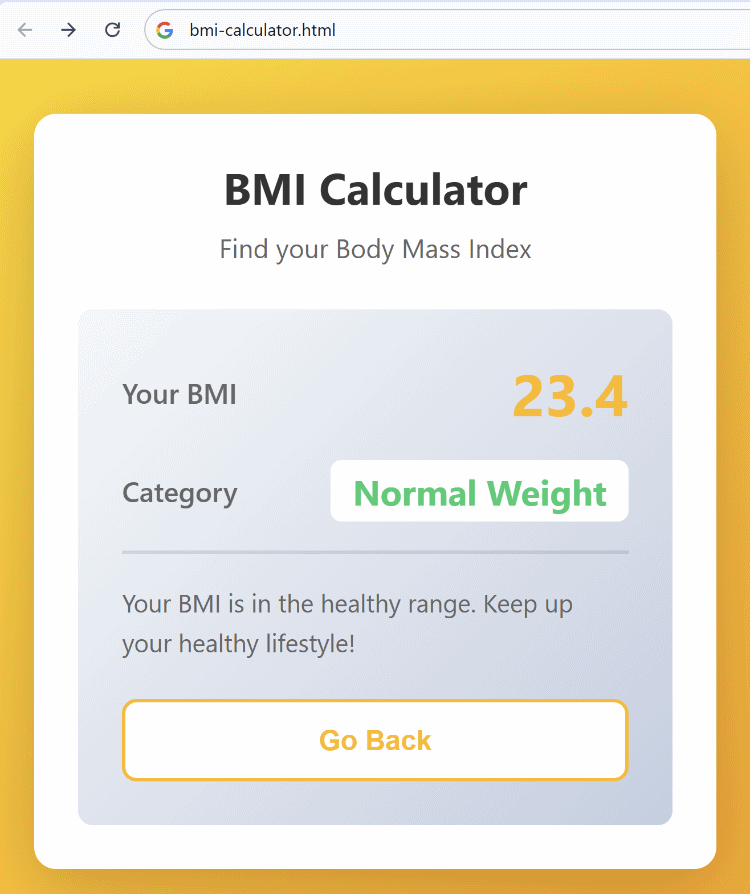 bmi-calculator.html
BMI Calculator
Find your Body Mass Index
Your BMI 23.4
Category Normal Weight
Your BMI is in the healthy range. Keep up
your healthy lifestyle!
Go Back